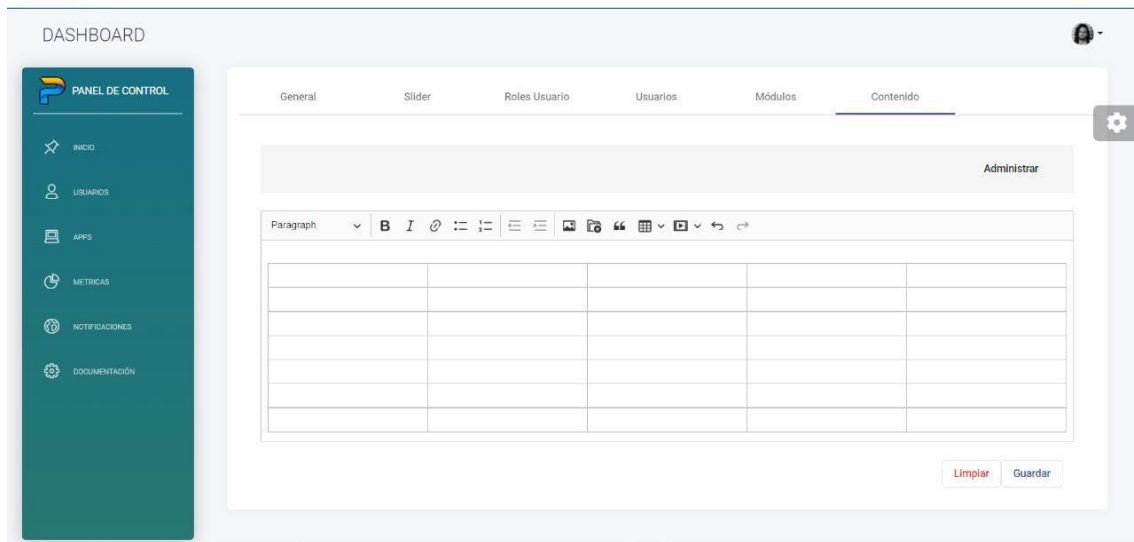 DASHBOARD
PANEL DE CONTROL
INICIO
USUARIOS
APPS
METRICAS
NOTIFICACIONES
DOCUMENTACIÓN
General
Slider
Roles Usuario
Usuarios
Módulos
Contenido
Administrar
Paragraph
Limpiar
Guardar